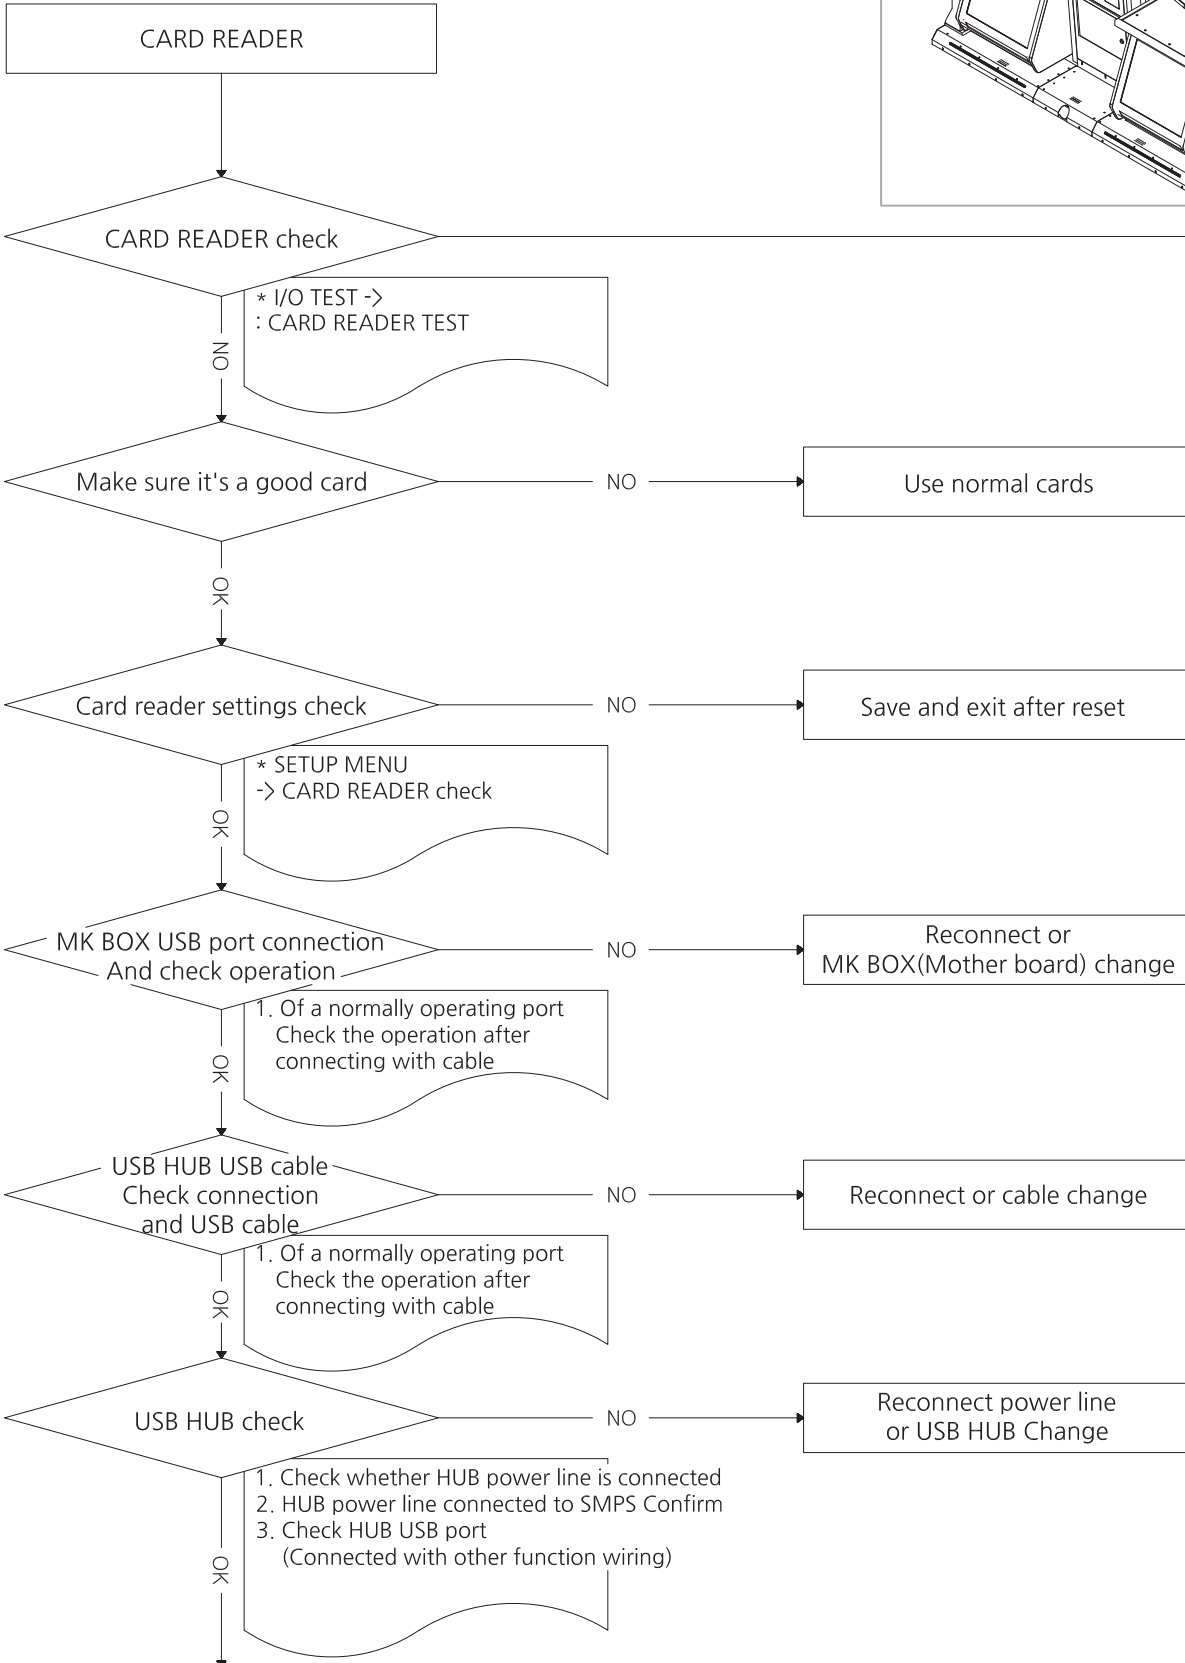 CARD READER
CARD READER check
* I/O TEST ->
: CARD READER TEST
NO
Make sure it's a good card
NO
Use normal cards
OK
Card reader settings check
NO
Save and exit after reset
* SETUP MENU
-> CARD READER check
OK
MK BOX USB port connection
And check operation
NO
Reconnect or
MK BOX(Mother board) change
1. Of a normally operating port
Check the operation after
connecting with cable
OK
USB HUB USB cable
Check connection
and USB cable
NO
Reconnect or cable change
1. Of a normally operating port
Check the operation after
connecting with cable
OK
USB HUB check
NO
Reconnect power line
or USB HUB Change
1. Check whether HUB power line is connected
2. HUB power line connected to SMPS Confirm
3. Check HUB USB port
(Connected with other function wiring)
OK